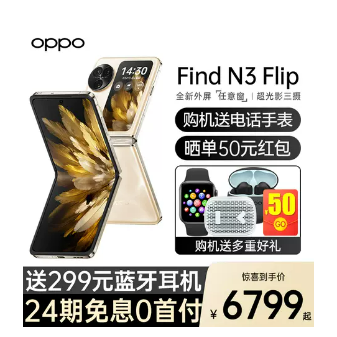 oppo
14:30
Find N3 Flip
全新外屏「任意窗」|超光影三摄
购机送电话手表
晒单50元红包
.50
GO
购机送多重好礼
送299元蓝牙耳机
24期免息0首付
惊喜到手价
¥6799起